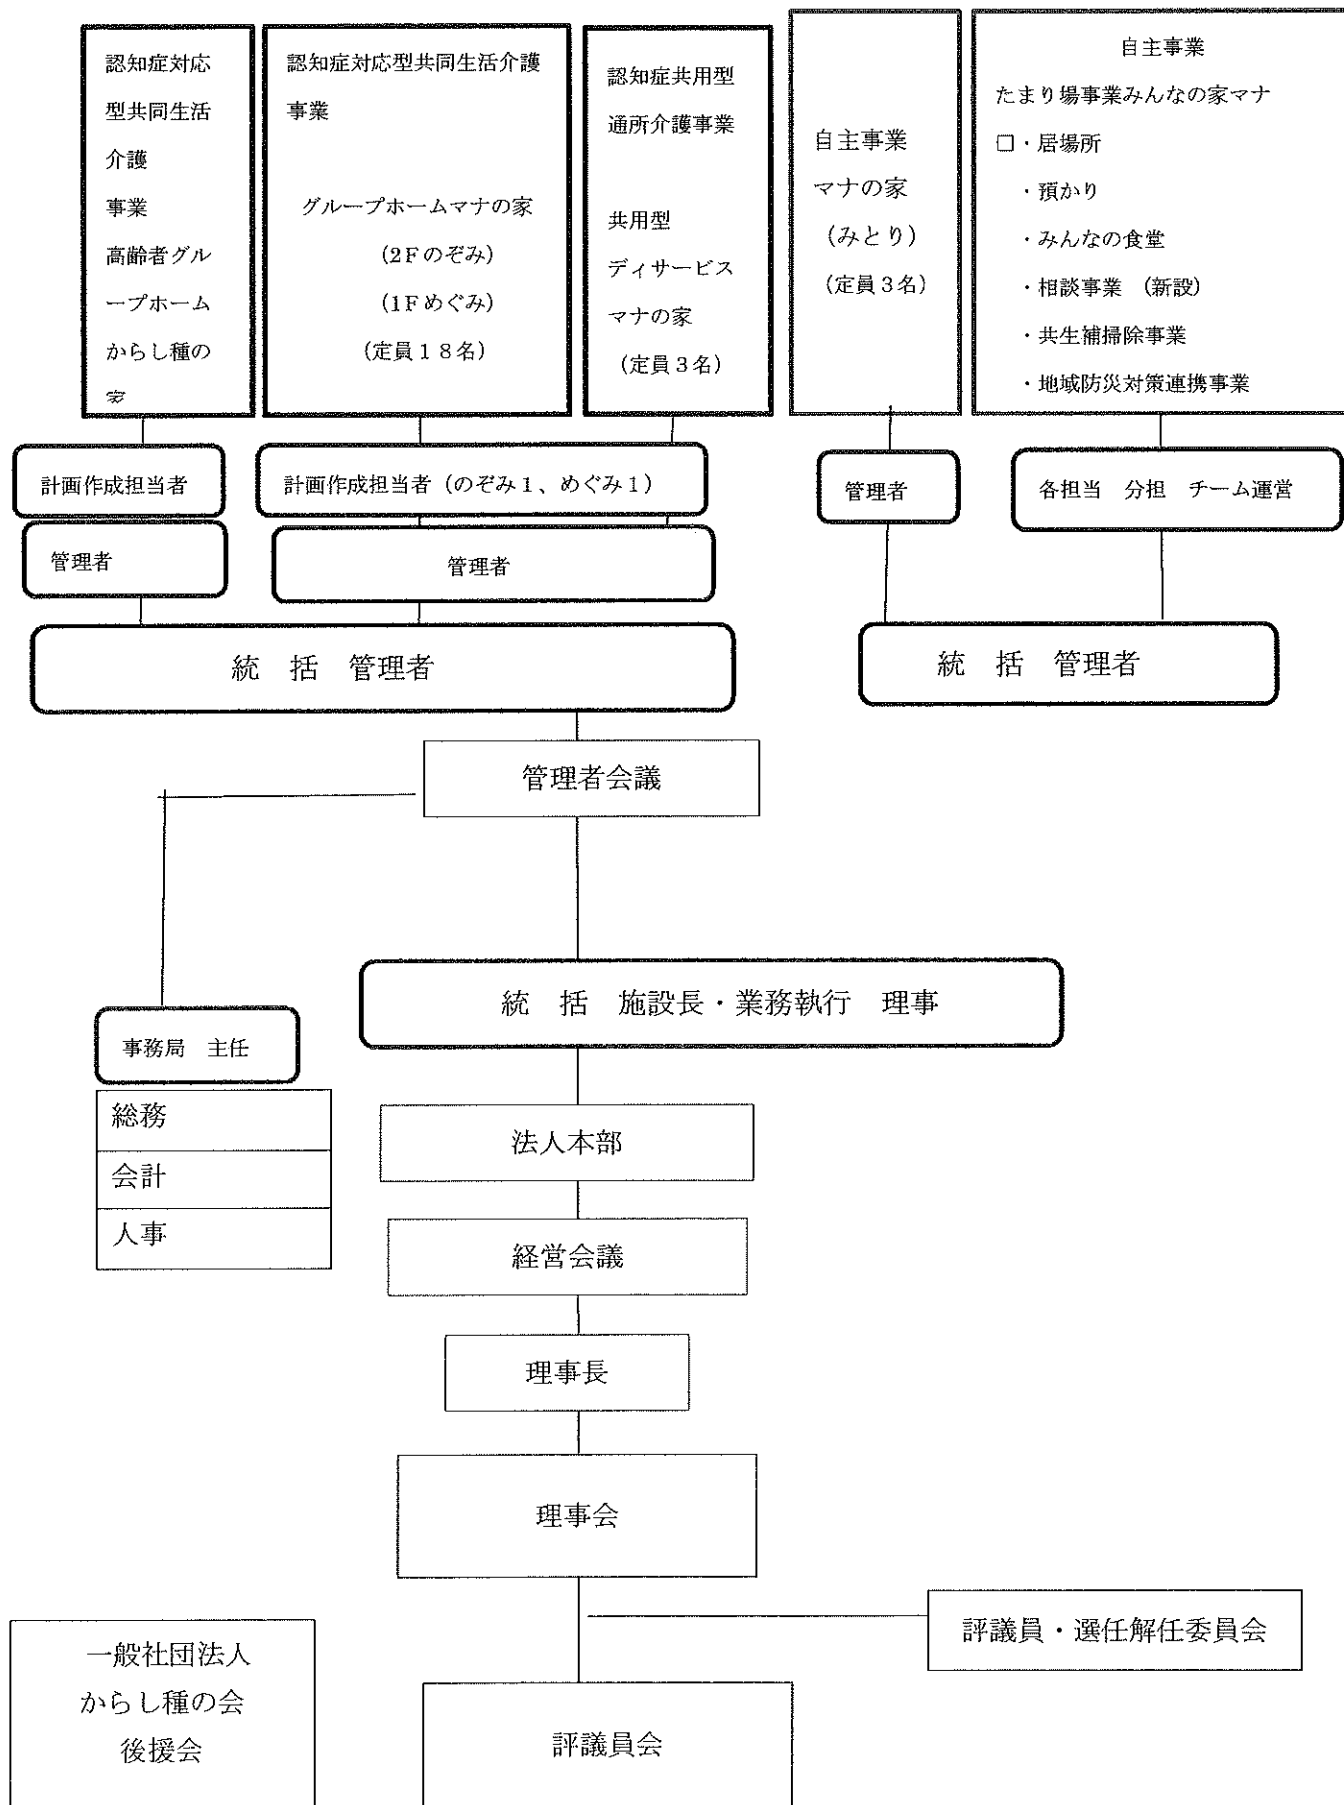 認知症対応
型共同生活
介護
事業
高齢者グル
ープホーム
からし種の
家
認知症対応型共同生活介護
事業
グループホームマナの家
(2Fのぞみ)
(1Fめぐみ)
(定員18名)
認知症共用型
通所介護事業
共用型
ディサービス
マナの家
(定員3名)
自主事業
マナの家
(みとり)
(定員3名)
自主事業
たまり場事業みんなの家マナ
□・居場所
・預かり
・みんなの食堂
・相談事業 (新設)
・共生補掃除事業
・地域防災対策連携事業
計画作成担当者
計画作成担当者(のぞみ1、めぐみ1)
管理者
各担当 分担 チーム運営
管理者
管理者
統 括 管理者
統 括 管理者
管理者会議
統 括 施設長・業務執行 理事
事務局 主任
総務
会計
人事
法人本部
経営会議
理事長
理事会
評議員・選任解任委員会
一般社団法人
からし種の会
後援会
評議員会